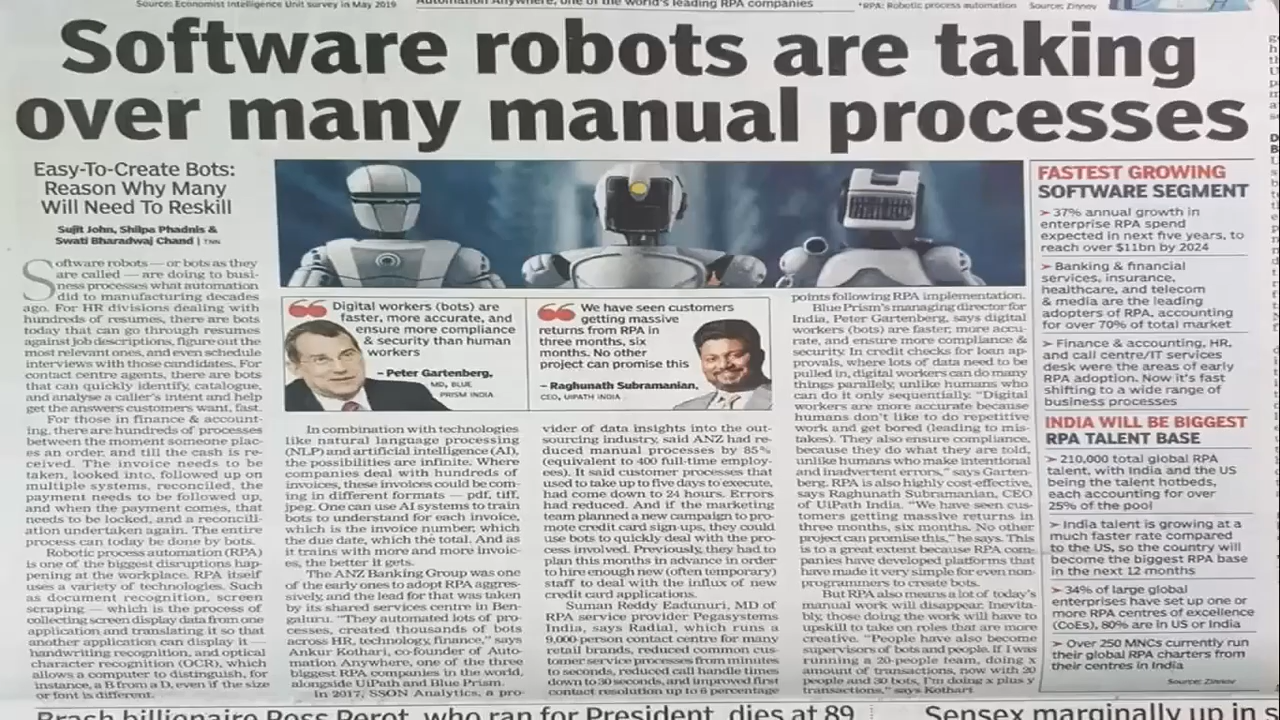 Source: Economist Intelligence Unit survey in May 2019
Automation Anywhere, one of the world's leading RPA companies
*RPA: Robotic process automation Source: Zinnov
Software robots are taking
over many manual processes
Easy-To-Create Bots:
Reason Why Many
Will Need To Reskill
Sujit John, Shilpa Phadnis &
Swati Bharadwaj Chand | TNN
Software robots — or bots as they
are called — are doing to busi-
ness processes what automation
did to manufacturing decades
ago. For HR divisions dealing with
hundreds of resumes, there are bots
today that can go through resumes
against job descriptions, figure out the
most relevant ones, and even schedule
interviews with those candidates. For
contact centre agents, there are bots
that can quickly identify, catalogue,
and analyse a caller's intent and help
get the answers customers want, fast.
For those in finance & account-
ing, there are hundreds of processes
between the moment someone plac-
es an order, and till the cash is re-
ceived. The invoice needs to be
taken, looked into, followed up on
multiple systems, reconciled, the
payment needs to be followed up,
and when the payment comes, that
needs to be locked, and a reconcili-
ation undertaken again. The entire
process can today be done by bots.
Robotic process automation (RPA)
is one of the biggest disruptions hap-
pening at the workplace. RPA itself
uses a variety of technologies. Such
as document recognition, screen
scraping — which is the process of
collecting screen display data from one
application and translating it so that
another application can display it —
handwriting recognition, and optical
character recognition (OCR), which
allows a computer to distinguish, for
instance, a B from a D, even if the size
or font is different.
Digital workers (bots) are
faster, more accurate, and
ensure more compliance
& security than human
workers
– Peter Gartenberg,
MD, BLUE
PRISM INDIA
We have seen customers
getting massive
returns from RPA in
three months, six
months. No other
project can promise this
– Raghunath Subramanian,
CEO, UIPATH INDIA
In combination with technologies
like natural language processing
(NLP) and artificial intelligence (AI),
the possibilities are infinite. Where
companies deal with hundreds of
invoices, these invoices could be com-
ing in different formats — pdf, tiff,
jpeg. One can use AI systems to train
bots to understand for each invoice,
which is the invoice number, which
the due date, which the total. And as
it trains with more and more invoic-
es, the better it gets.
The ANZ Banking Group was one
of the early ones to adopt RPA aggres-
sively, and the lead for that was taken
by its shared services centre in Ben-
galuru. "They automated lots of pro-
cesses, created thousands of bots
across HR, technology, finance," says
Ankur Kothari, co-founder of Auto-
mation Anywhere, one of the three
biggest RPA companies in the world,
alongside UiPath and Blue Prism.
In 2017, SSON Analytics, a pro-
vider of data insights into the out-
sourcing industry, said ANZ had re-
duced manual processes by 85%
(equivalent to 400 full-time employ-
ees). It said customer processes that
used to take up to five days to execute,
had come down to 24 hours. Errors
had reduced. And if the marketing
team planned a new campaign to pro-
mote credit card sign-ups, they could
use bots to quickly deal with the pro-
cess involved. Previously, they had to
plan this months in advance in order
to hire enough new (often temporary)
staff to deal with the influx of new
credit card applications.
Suman Reddy Eadunuri, MD of
RPA service provider Pegasystems
India, says Radial, which runs a
9,000-person contact centre for many
retail brands, reduced common cus-
tomer service processes from minutes
to seconds, reduced call handle times
down to 30 seconds, and improved first
contact resolution up to 6 percentage
points following RPA implementation.
Blue Prism's managing director for
India, Peter Gartenberg, says digital
workers (bots) are faster, more accu-
rate, and ensure more compliance &
security. In credit checks for loan ap-
provals, where lots of data need to be
pulled in, digital workers can do many
things parallely, unlike humans who
can do it only sequentially. "Digital
workers are more accurate because
humans don't like to do repetitive
work and get bored (leading to mis-
takes). They also ensure compliance,
because they do what they are told,
unlike humans who make intentional
and inadvertent errors," says Garten-
berg. RPA is also highly cost-effective,
says Raghunath Subramanian, CEO
of UiPath India. "We have seen cus-
tomers getting massive returns in
three months, six months. No other
project can promise this," he says. This
is to a great extent because RPA com-
panies have developed platforms that
have made it very simple for even non-
programmers to create bots.
But RPA also means a lot of today's
manual work will disappear. Inevita-
bly, those doing the work will have to
upskill to take on roles that are more
creative. "People have also become
supervisors of bots and people. If I was
running a 20-people team, doing x
amount of transactions, now with 20
people and 30 bots, I'm doing x plus y
transactions," says Kothari.
FASTEST GROWING
SOFTWARE SEGMENT
➤ 37% annual growth in
enterprise RPA spend
expected in next five years, to
reach over $11bn by 2024
➤ Banking & financial
services, insurance,
healthcare, and telecom
& media are the leading
adopters of RPA, accounting
for over 70% of total market
➤ Finance & accounting, HR,
and call centre/IT services
desk were the areas of early
RPA adoption. Now it's fast
shifting to a wide range of
business processes
INDIA WILL BE BIGGEST
RPA TALENT BASE
➤ 210,000 total global RPA
talent, with India and the US
being the talent hotbeds,
each accounting for over
25% of the pool
➤ India talent is growing at a
much faster rate compared
to the US, so the country will
become the biggest RPA base
in the next 12 months
➤ 34% of large global
enterprises have set up one or
more RPA centres of excellence
(CoEs), 80% are in US or India
➤ Over 250 MNCs currently run
their global RPA charters from
their centres in India
Source: Zinnov
Brash billionaire Ross Perot, who ran for President, dies at 89
Sensex marginally up in s